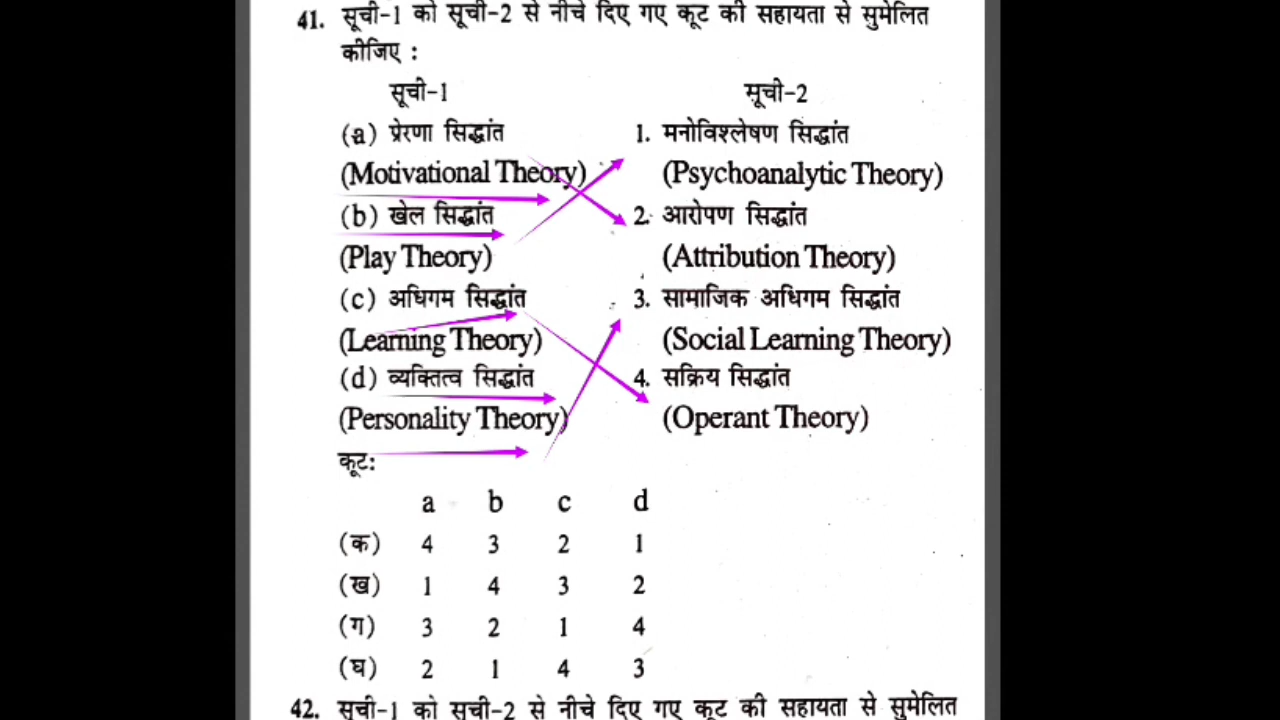 41. सूची-1 को सूची-2 से नीचे दिए गए कूट की सहायता से सुमेलित
कीजिए :
सूची-1 सूची-2
(a) प्रेरणा सिद्धांत 1. मनोविश्लेषण सिद्धांत
(Motivational Theory) (Psychoanalytic Theory)
(b) खेल सिद्धांत 2. आरोपण सिद्धांत
(Play Theory) (Attribution Theory)
(c) अधिगम सिद्धांत 3. सामाजिक अधिगम सिद्धांत
(Learning Theory) (Social Learning Theory)
(d) व्यक्तित्व सिद्धांत 4. सक्रिय सिद्धांत
(Personality Theory) (Operant Theory)
कूटः
a b c d
(क) 4 3 2 1
(ख) 1 4 3 2
(ग) 3 2 1 4
(घ) 2 1 4 3
42. सूची-1 को सूची-2 से नीचे दिए गए कूट की सहायता से सुमेलित